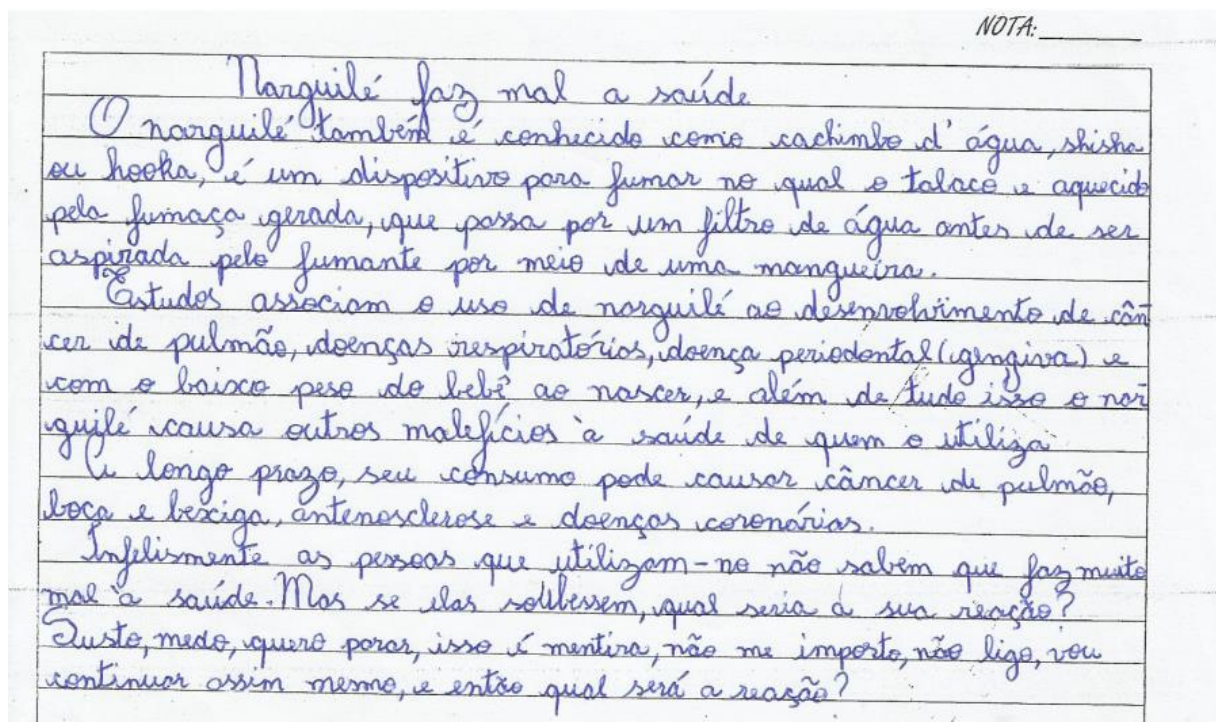 NOTA:
Narguilé faz mal a saúde
O narguilé também é conhecido como cachimbo d' água, shisha
ou hooka, é um dispositivo para fumar no qual o tabaco e aquecido
pela fumaça gerada, que passa por um filtro de água antes de ser
aspirada pelo fumante por meio de uma mangueira.
Estudos associam o uso de narguilé ao desenvolvimento de cân
cer de pulmão, doenças respiratórias, doença periodontal (gengiva) e
com o baixo peso do bebê ao nascer, e além de tudo isso o nar
guilé causa outros malefícios à saúde de quem o utiliza
A longo prazo, seu consumo pode causar câncer de pulmão,
boca e bexciga, antenosclerose e doenças coronárias.
Infelismente as pessoas que utilizam-no não sabem que faz muito
mal à saúde. Mas se elas soubessem, qual seria a sua reação?
Susto, medo, quero parar, isso é mentira, não me importo, não ligo, vou
continuar assim mesmo, e então qual será a reação?